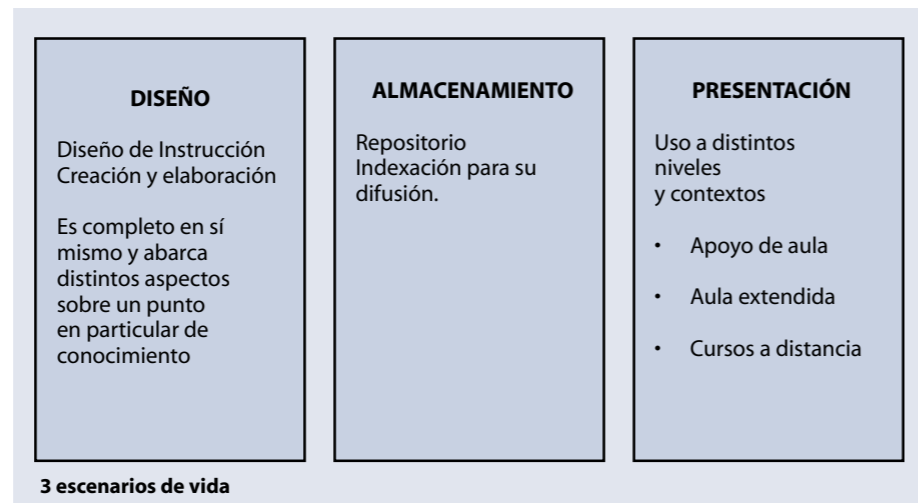 DISEÑO
Diseño de Instrucción
Creación y elaboración
Es completo en sí
mismo y abarca
distintos aspectos
sobre un punto
en particular de
conocimiento
ALMACENAMIENTO
Repositorio
Indexación para su
difusión.
PRESENTACIÓN
Uso a distintos
niveles
y contextos
• Apoyo de aula
• Aula extendida
• Cursos a distancia
3 escenarios de vida